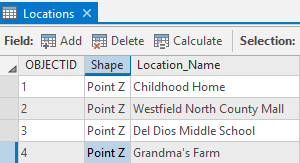 Locations
Field: Add Delete Calculate Selection:
OBJECTID Shape Location_Name
1 Point Z Childhood Home
2 Point Z Westfield North County Mall
3 Point Z Del Dios Middle School
4 Point Z Grandma's Farm